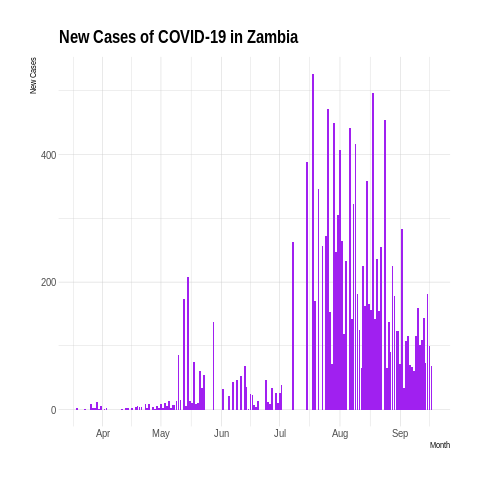 New Cases of COVID-19 in Zambia
New Cases
400
200
0
Apr May Jun Jul Aug Sep
Month